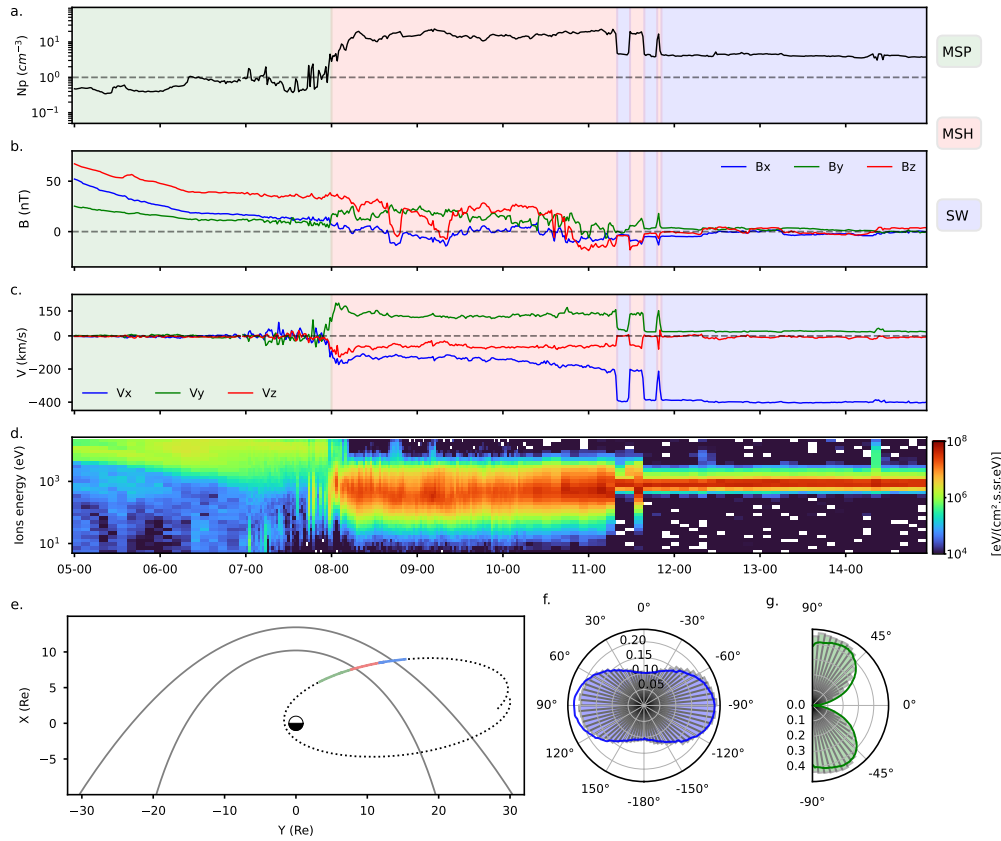 a.
Np (cm⁻³)
10¹
10⁰
10⁻¹
MSP
MSH
SW
b.
B (nT)
50
0
Bx By Bz
c.
V (km/s)
150
0
−200
−400
Vx Vy Vz
d.
Ions energy (eV)
10³
10¹
10⁸
10⁶
10⁴
[eV/(cm².s.sr.eV)]
05-00 06-00 07-00 08-00 09-00 10-00 11-00 12-00 13-00 14-00
e.
X (Re)
10
5
0
−5
−30 −20 −10 0 10 20 30
Y (Re)
f.
0°
30° -30°
60° -60°
90° -90°
120° -120°
150° -150°
-180°
0.20
0.15
0.10
0.05
g.
90°
45°
0°
-45°
-90°
0.0
0.1
0.2
0.3
0.4